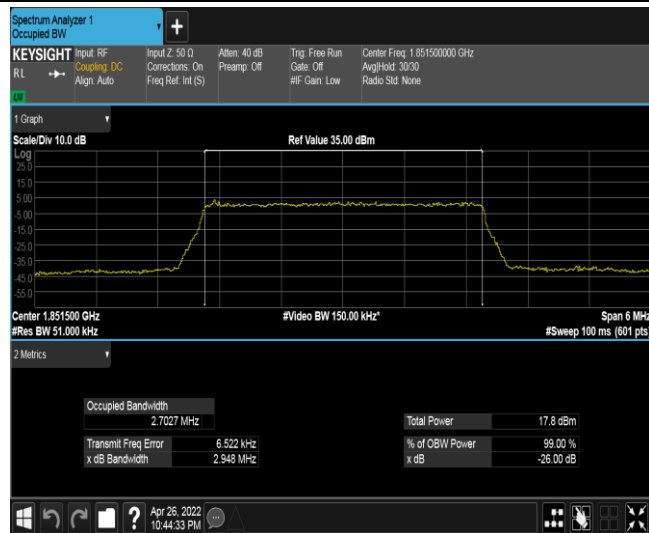 Spectrum Analyzer 1
Occupied BW
+
KEYSIGHT
RL
LXI
Input: RF
Coupling: DC
Align: Auto
Input Z: 50 Ω
Corrections: On
Freq Ref: Int (S)
Atten: 40 dB
Preamp: Off
Trig: Free Run
Gate: Off
#IF Gain: Low
Center Freq: 1.851500000 GHz
Avg|Hold: 30/30
Radio Std: None
1 Graph
Scale/Div 10.0 dB
Ref Value 35.00 dBm
Log
25.0
15.0
5.00
-5.00
-15.0
-25.0
-35.0
-45.0
-55.0
Center 1.851500 GHz
#Video BW 150.00 kHz*
Span 6 MHz
#Res BW 51.000 kHz
#Sweep 100 ms (601 pts)
2 Metrics
Occupied Bandwidth
2.7027 MHz
Total Power 17.8 dBm
Transmit Freq Error 6.522 kHz
% of OBW Power 99.00 %
x dB Bandwidth 2.948 MHz
x dB -26.00 dB
?
Apr 26, 2022
10:44:33 PM